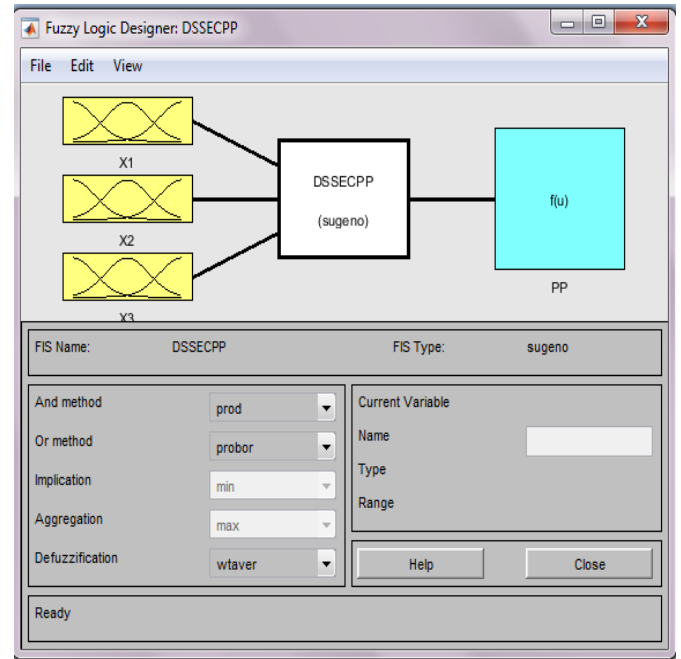 Fuzzy Logic Designer: DSSECPP
File Edit View
X1
X2
X3
DSSECPP
(sugeno)
f(u)
PP
FIS Name: DSSECPP FIS Type: sugeno
And method prod
Or method probor
Implication min
Aggregation max
Defuzzification wtaver
Current Variable
Name
Type
Range
Help Close
Ready